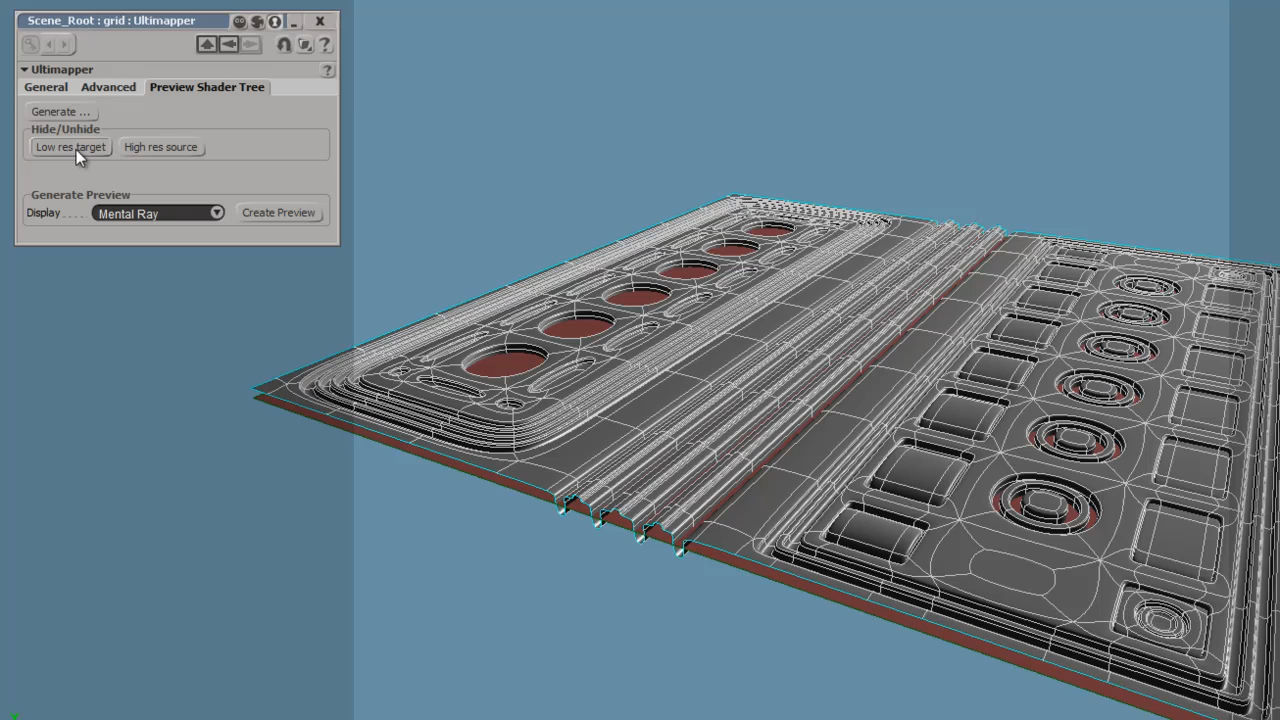 Scene_Root : grid : Ultimapper
Ultimapper
General Advanced Preview Shader Tree
Generate ...
Hide/Unhide
Low res target High res source
Generate Preview
Display Mental Ray Create Preview